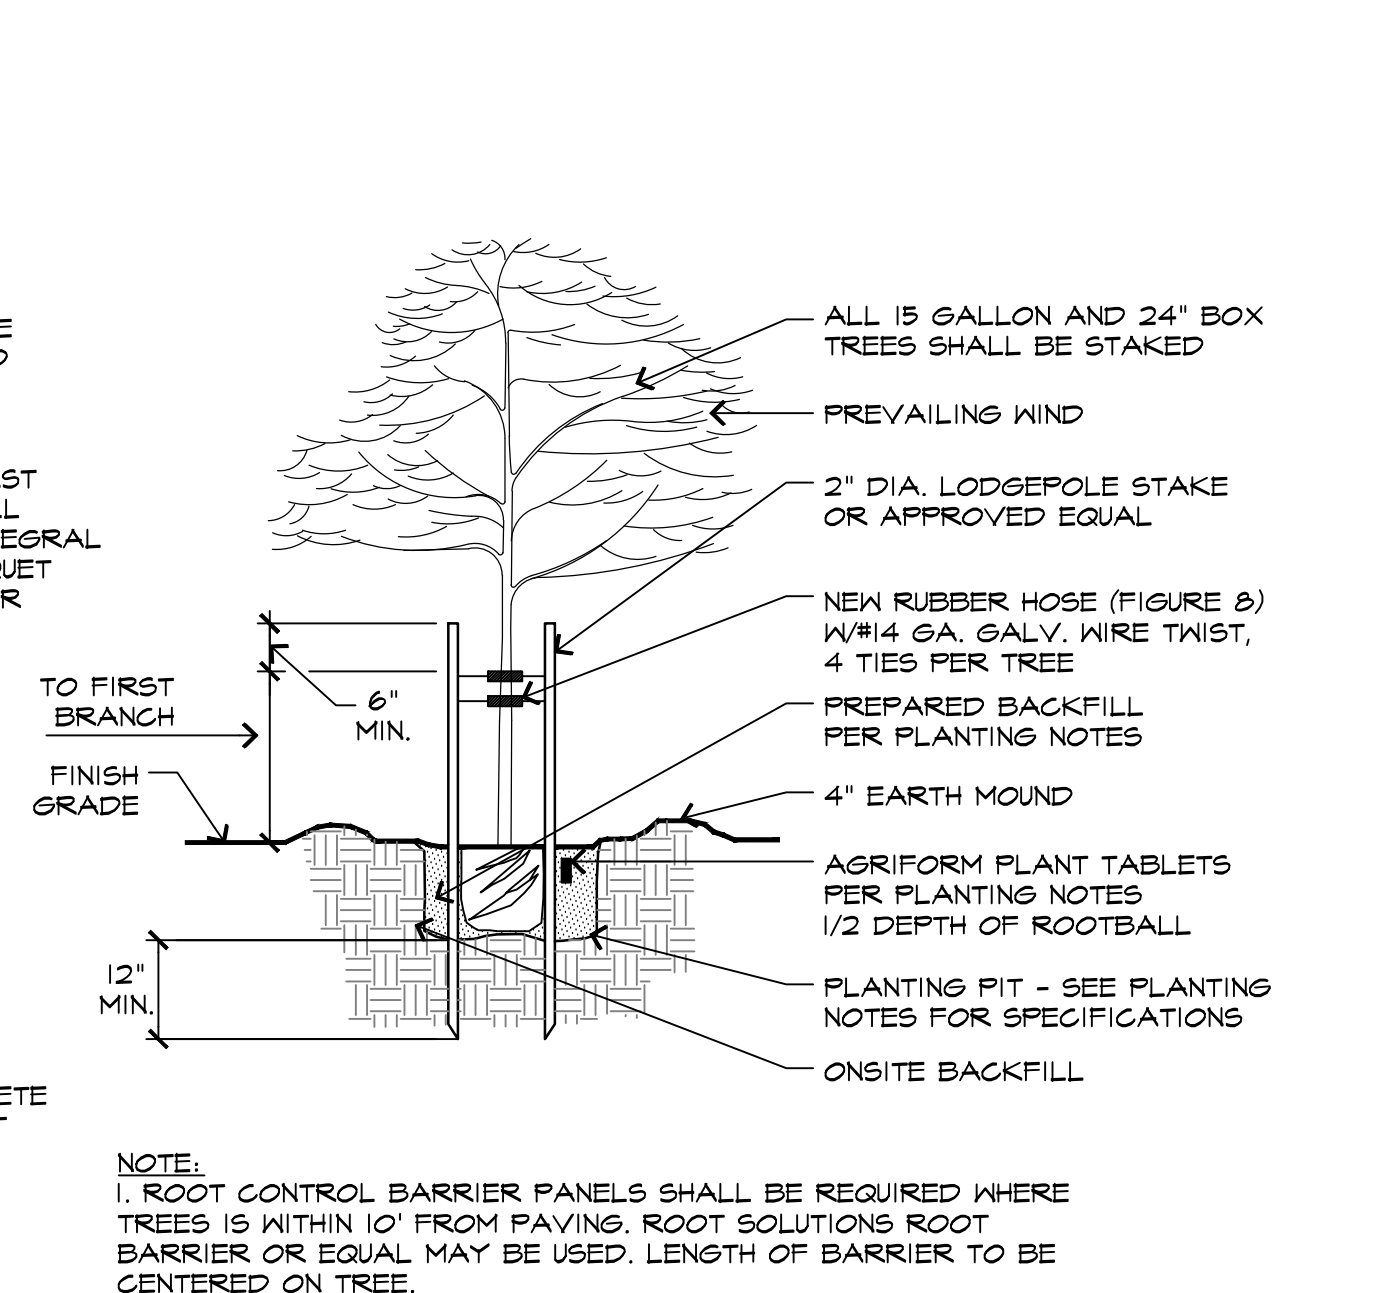 ALL 15 GALLON AND 24" BOX
TREES SHALL BE STAKED
PREVAILING WIND
2" DIA. LODGEPOLE STAKE
OR APPROVED EQUAL
NEW RUBBER HOSE (FIGURE 8)
W/#14 GA. GALV. WIRE TWIST,
4 TIES PER TREE
PREPARED BACKFILL
PER PLANTING NOTES
4" EARTH MOUND
AGRIFORM PLANT TABLETS
PER PLANTING NOTES
1/2 DEPTH OF ROOTBALL
PLANTING PIT - SEE PLANTING
NOTES FOR SPECIFICATIONS
ONSITE BACKFILL
TO FIRST
BRANCH
6"
MIN.
FINISH
GRADE
12"
MIN.
NOTE:
1. ROOT CONTROL BARRIER PANELS SHALL BE REQUIRED WHERE
TREES IS WITHIN 10' FROM PAVING. ROOT SOLUTIONS ROOT
BARRIER OR EQUAL MAY BE USED. LENGTH OF BARRIER TO BE
CENTERED ON TREE.